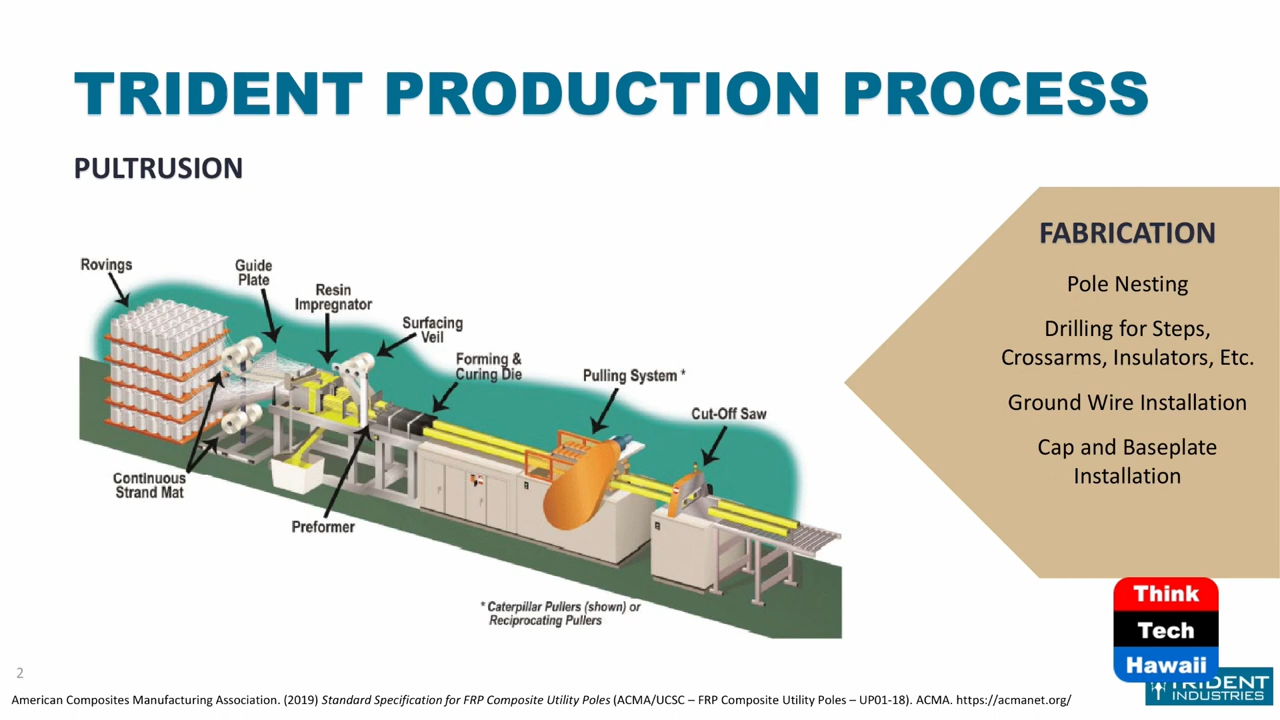 TRIDENT PRODUCTION PROCESS
PULTRUSION
Rovings
Guide
Plate
Resin
Impregnator
Surfacing
Veil
Forming &
Curing Die
Pulling System *
Cut-Off Saw
Continuous
Strand Mat
Preformer
* Caterpillar Pullers (shown) or
Reciprocating Pullers
FABRICATION
Pole Nesting
Drilling for Steps,
Crossarms, Insulators, Etc.
Ground Wire Installation
Cap and Baseplate
Installation
Think
Tech
Hawaii
TRIDENT
INDUSTRIES
2
American Composites Manufacturing Association. (2019) Standard Specification for FRP Composite Utility Poles (ACMA/UCSC – FRP Composite Utility Poles – UP01-18). ACMA. https://acmanet.org/